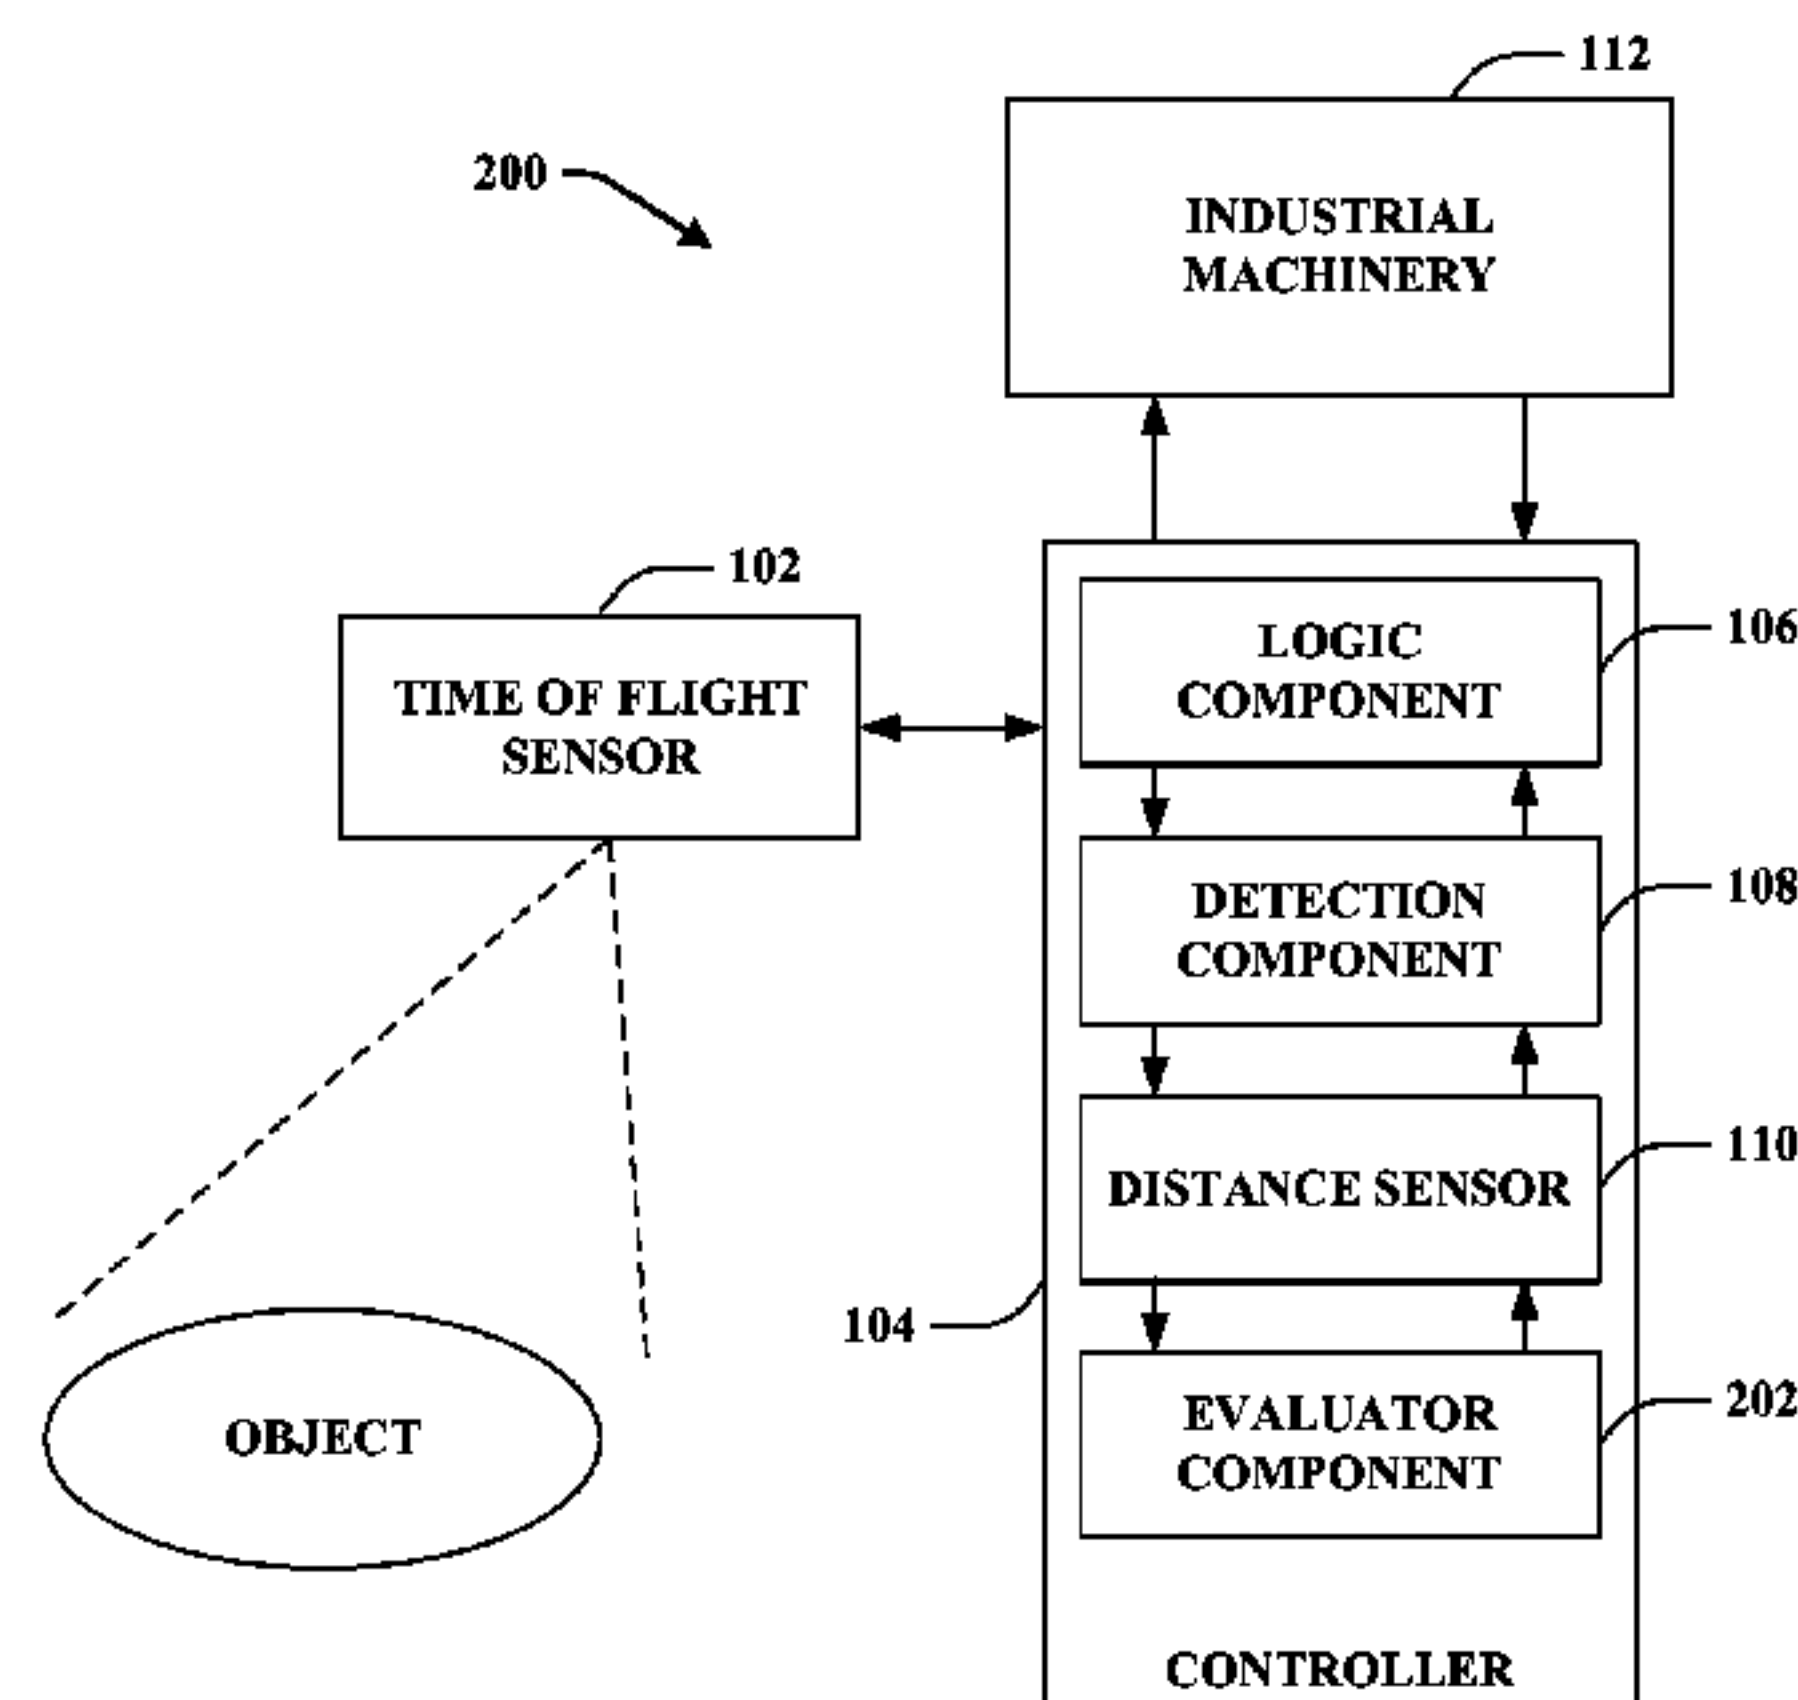 112
200
INDUSTRIAL
MACHINERY
102
TIME OF FLIGHT
SENSOR
LOGIC
COMPONENT
106
DETECTION
COMPONENT
108
DISTANCE SENSOR
110
104
EVALUATOR
COMPONENT
202
OBJECT
CONTROLLER